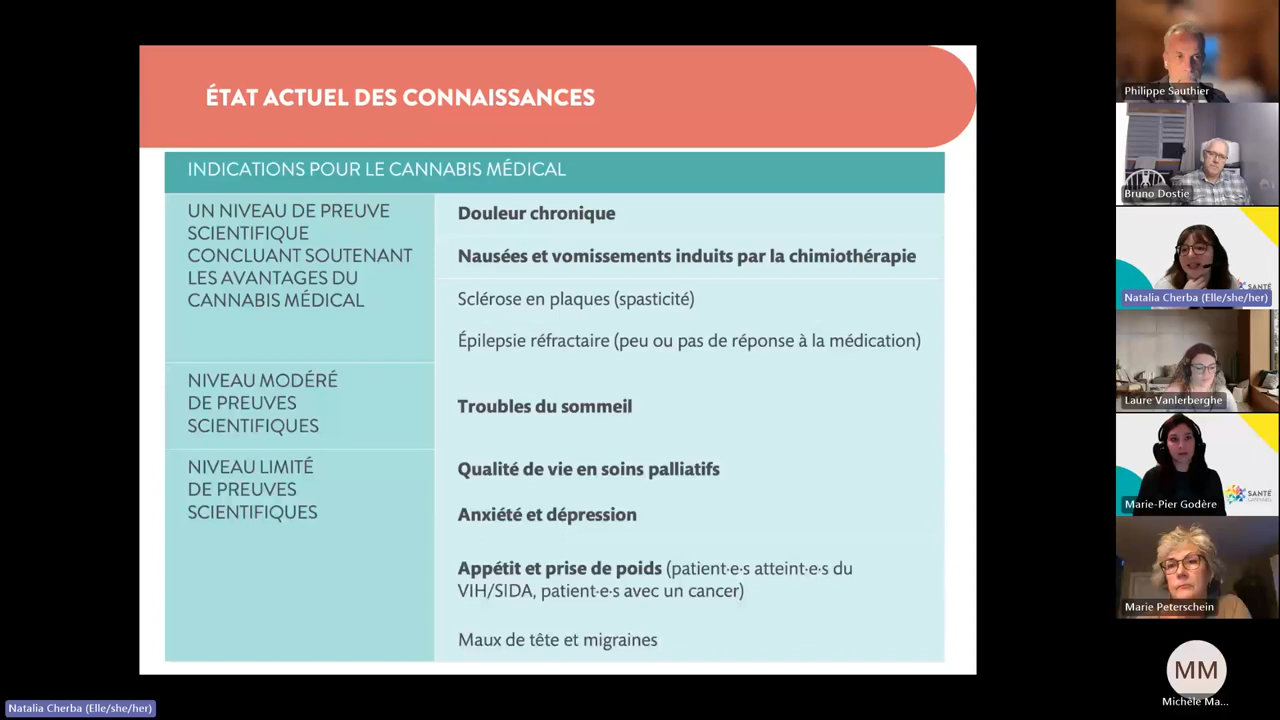 ÉTAT ACTUEL DES CONNAISSANCES
INDICATIONS POUR LE CANNABIS MÉDICAL
UN NIVEAU DE PREUVE
SCIENTIFIQUE
CONCLUANT SOUTENANT
LES AVANTAGES DU
CANNABIS MÉDICAL
Douleur chronique
Nausées et vomissements induits par la chimiothérapie
Sclérose en plaques (spasticité)
Épilepsie réfractaire (peu ou pas de réponse à la médication)
NIVEAU MODÉRÉ
DE PREUVES
SCIENTIFIQUES
Troubles du sommeil
NIVEAU LIMITÉ
DE PREUVES
SCIENTIFIQUES
Qualité de vie en soins palliatifs
Anxiété et dépression
Appétit et prise de poids (patient·e·s atteint·e·s du
VIH/SIDA, patient·e·s avec un cancer)
Maux de tête et migraines
Philippe Sauthier
Bruno Dostie
SANTÉ
Natalia Cherba (Elle/she/her)
Laure Vanlerberghe
SANTÉ
CANNABIS
Marie-Pier Godère
Marie Peterschein
MM
Michèle Ma...
Natalia Cherba (Elle/she/her)